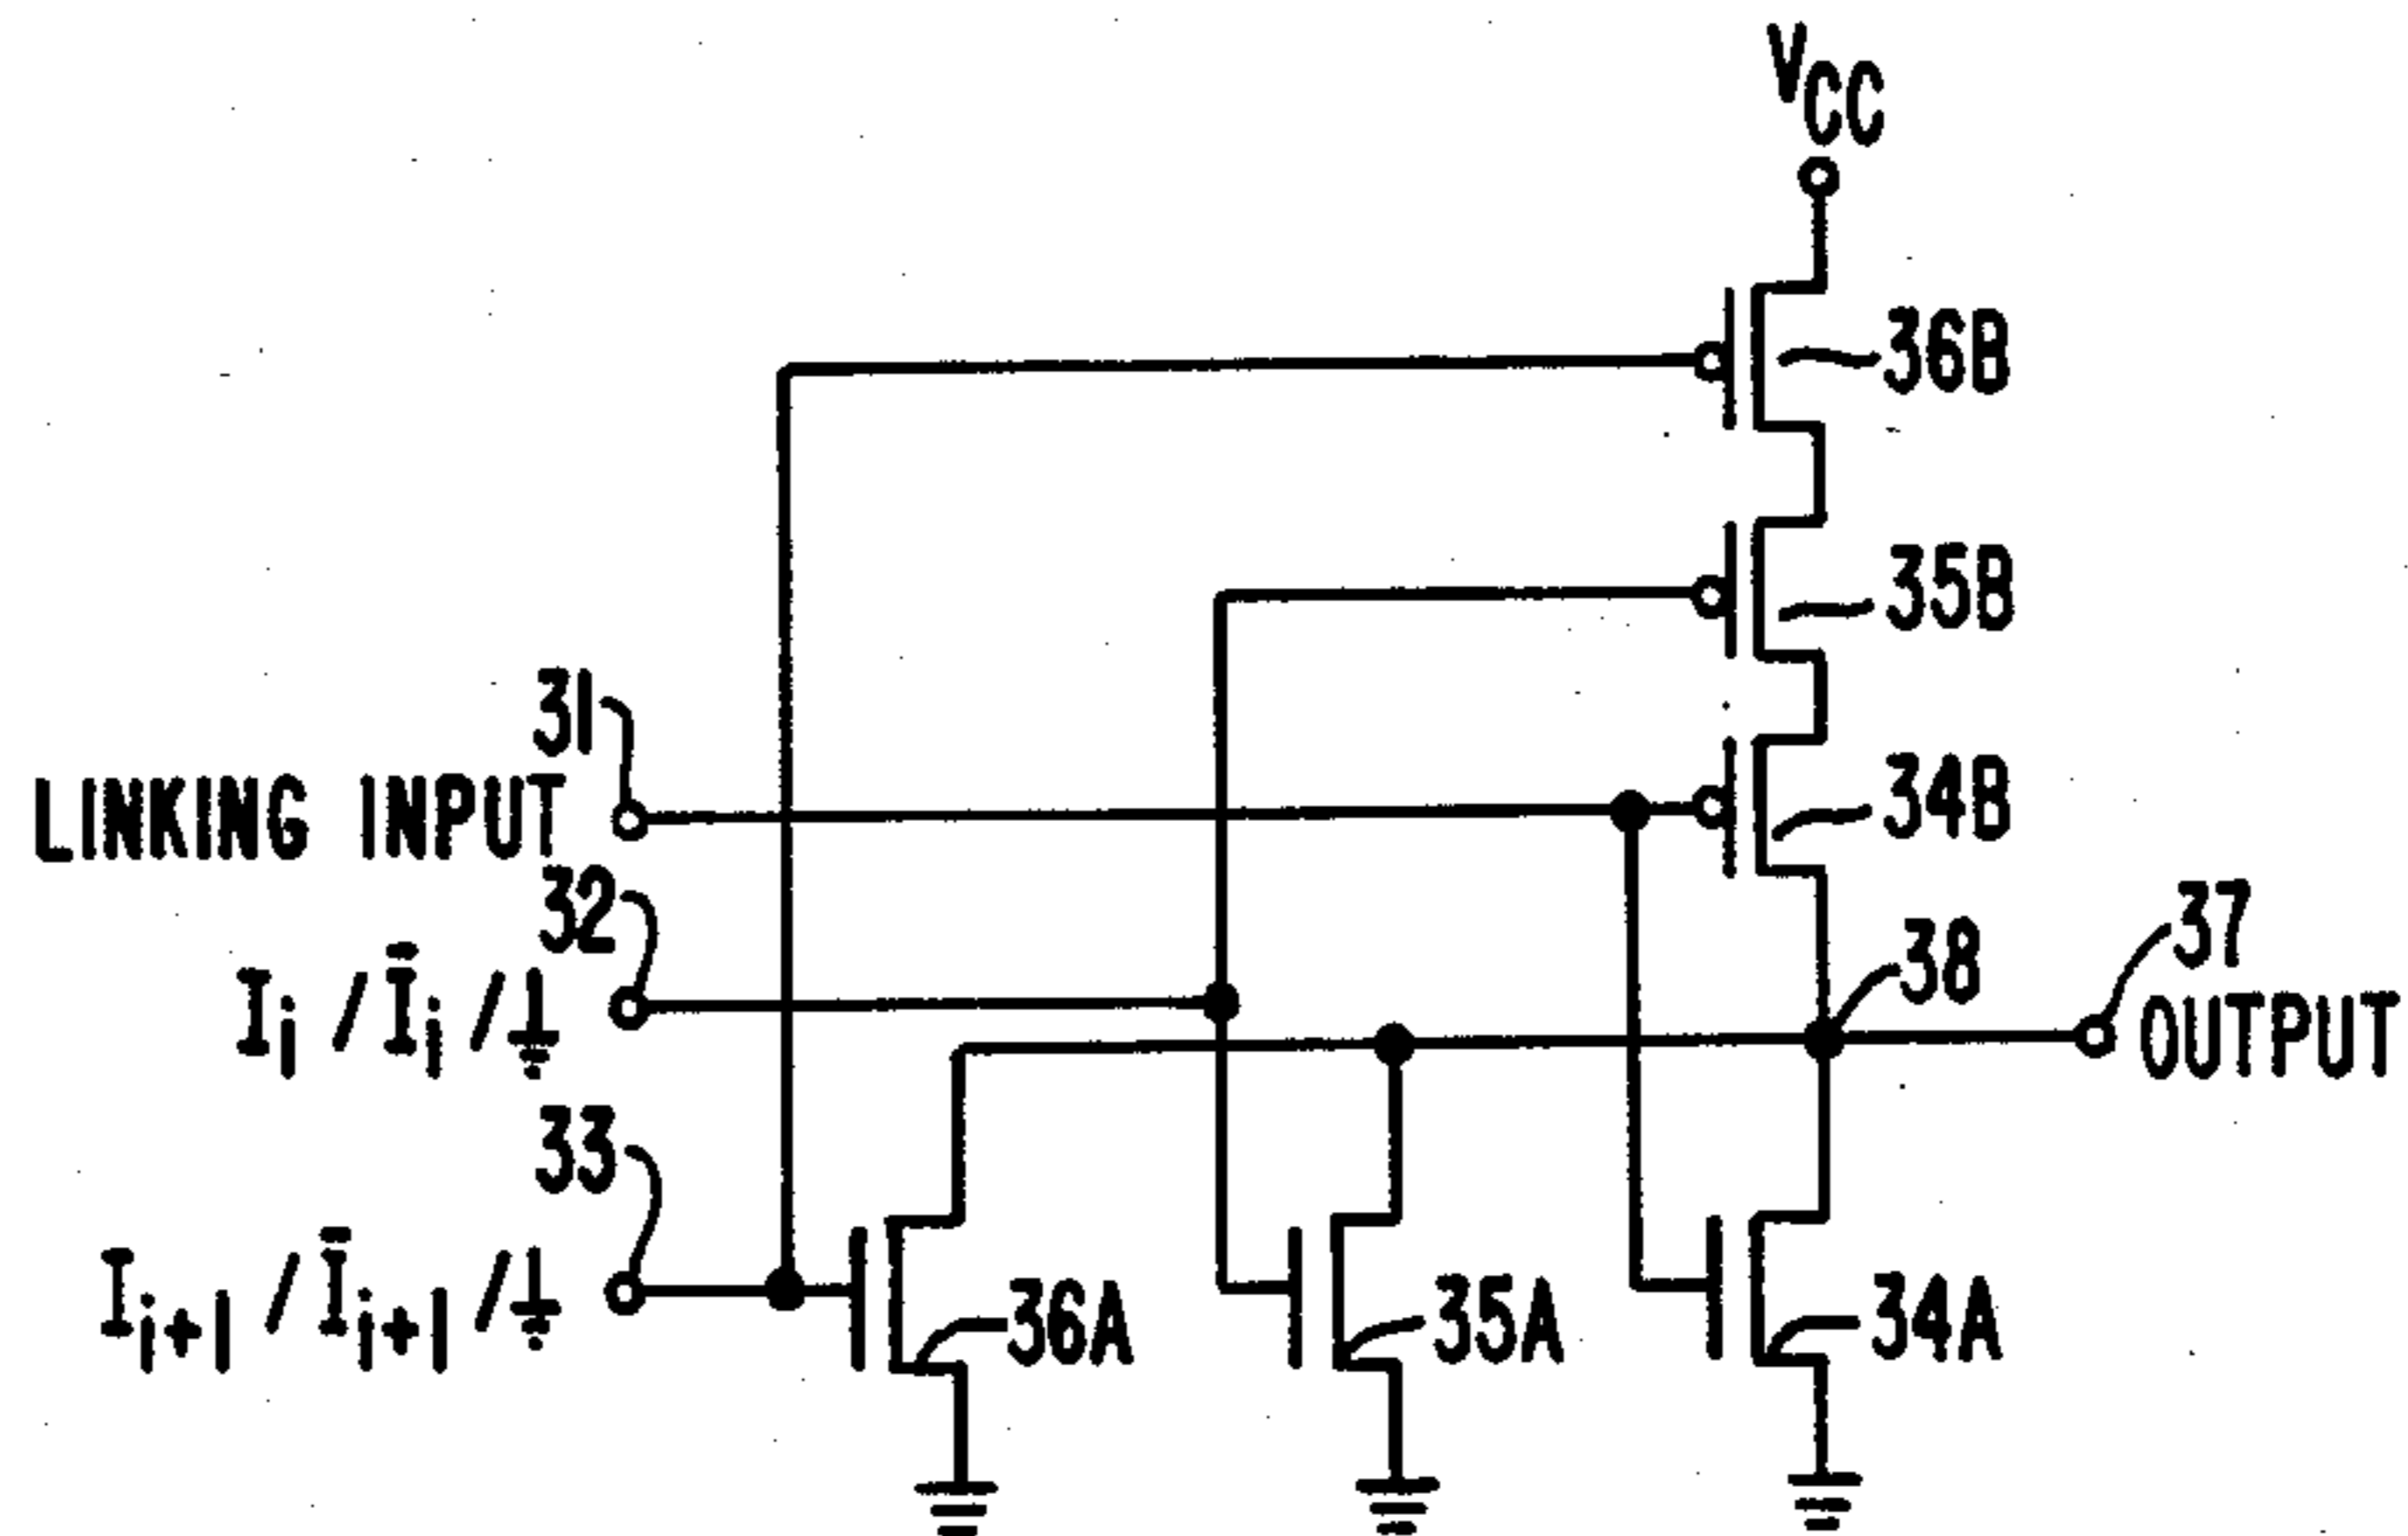 VCC
36B
35B
31
LINKING INPUT
34B
32
Ii / Īi / ⏚
38
37
OUTPUT
33
Ii+1 / Īi+1 / ⏚
36A
35A
34A